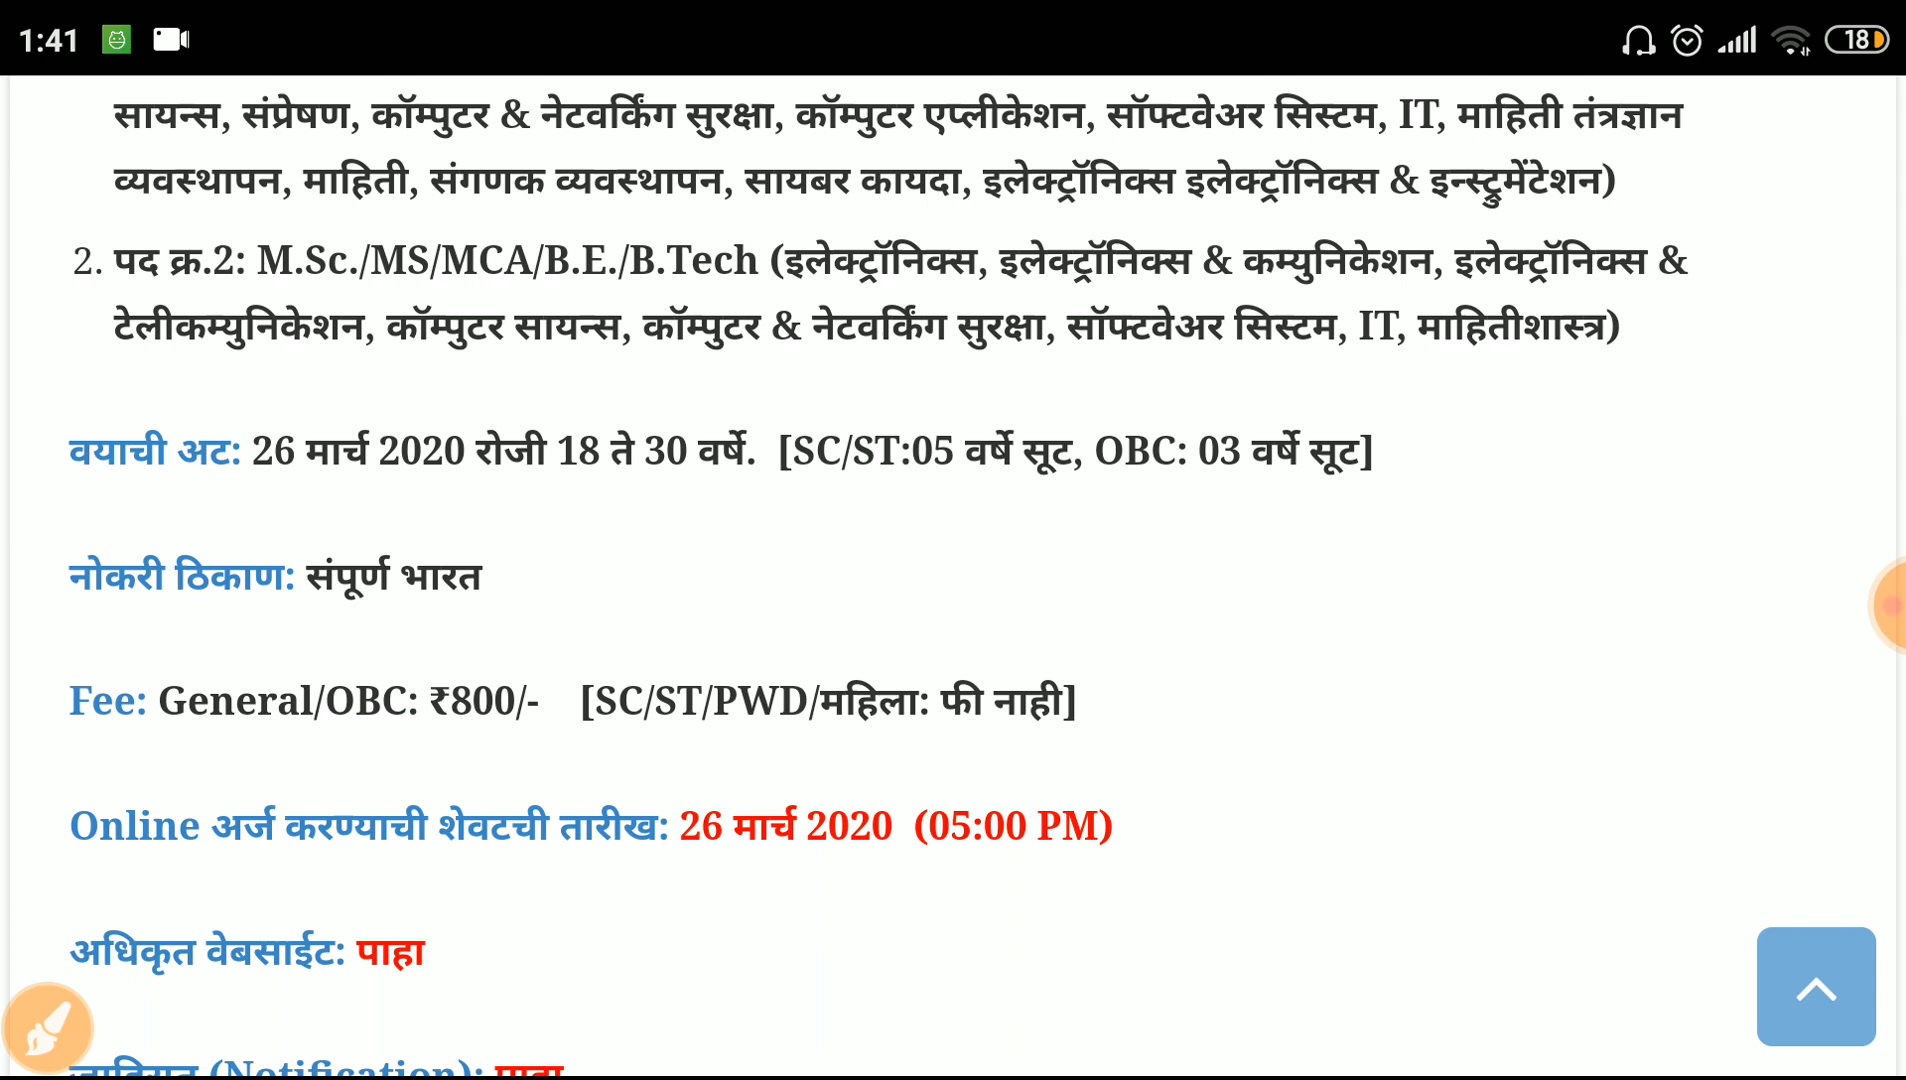 1:41
18
सायन्स, संप्रेषण, कॉम्पुटर & नेटवर्किंग सुरक्षा, कॉम्पुटर एप्लीकेशन, सॉफ्टवेअर सिस्टम, IT, माहिती तंत्रज्ञान
व्यवस्थापन, माहिती, संगणक व्यवस्थापन, सायबर कायदा, इलेक्ट्रॉनिक्स इलेक्ट्रॉनिक्स & इन्स्ट्रुमेंटेशन)
2. पद क्र.2: M.Sc./MS/MCA/B.E./B.Tech (इलेक्ट्रॉनिक्स, इलेक्ट्रॉनिक्स & कम्युनिकेशन, इलेक्ट्रॉनिक्स &
टेलीकम्युनिकेशन, कॉम्पुटर सायन्स, कॉम्पुटर & नेटवर्किंग सुरक्षा, सॉफ्टवेअर सिस्टम, IT, माहितीशास्त्र)
वयाची अट: 26 मार्च 2020 रोजी 18 ते 30 वर्षे. [SC/ST:05 वर्षे सूट, OBC: 03 वर्षे सूट]
नोकरी ठिकाण: संपूर्ण भारत
Fee: General/OBC: ₹800/- [SC/ST/PWD/महिला: फी नाही]
Online अर्ज करण्याची शेवटची तारीख: 26 मार्च 2020 (05:00 PM)
अधिकृत वेबसाईट: पाहा
जाहिरात (Notification): पाहा